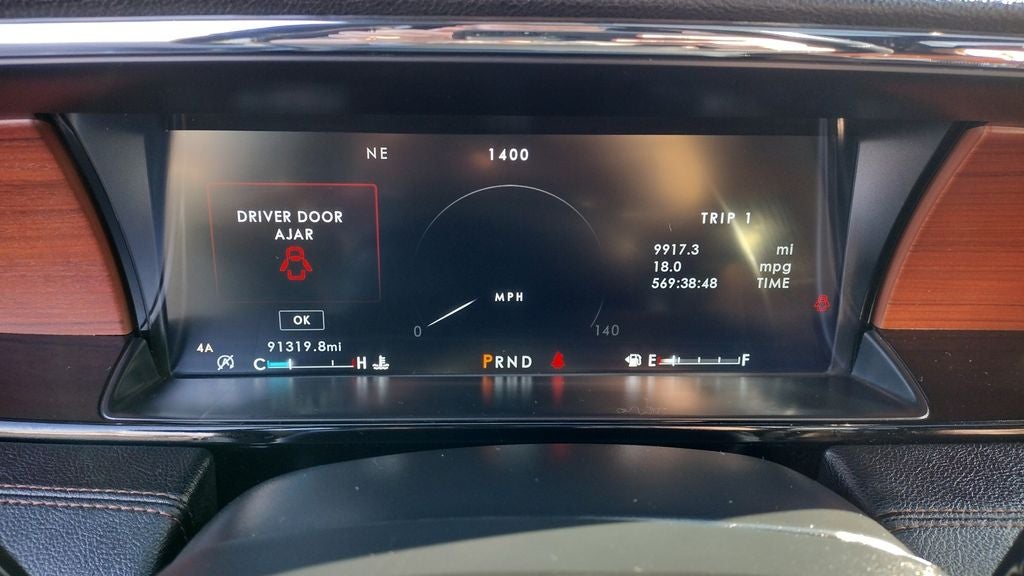 NE
1400
DRIVER DOOR
AJAR
OK
TRIP 1
9917.3 mi
18.0 mpg
569:38:48 TIME
MPH
0
140
4A
91319.8mi
C H
PRND
E F